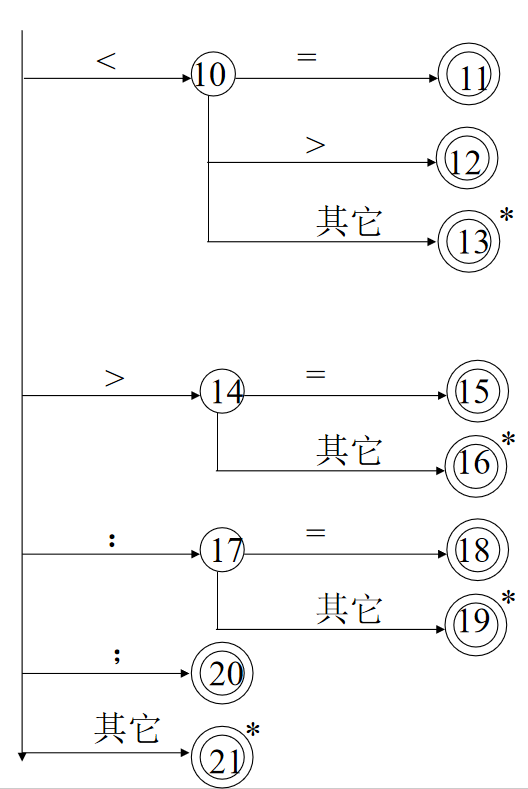 < 10 = 11
> 12
其它 13 *
> 14 = 15
其它 16 *
: 17 = 18
其它 19 *
; 20
其它 21 *